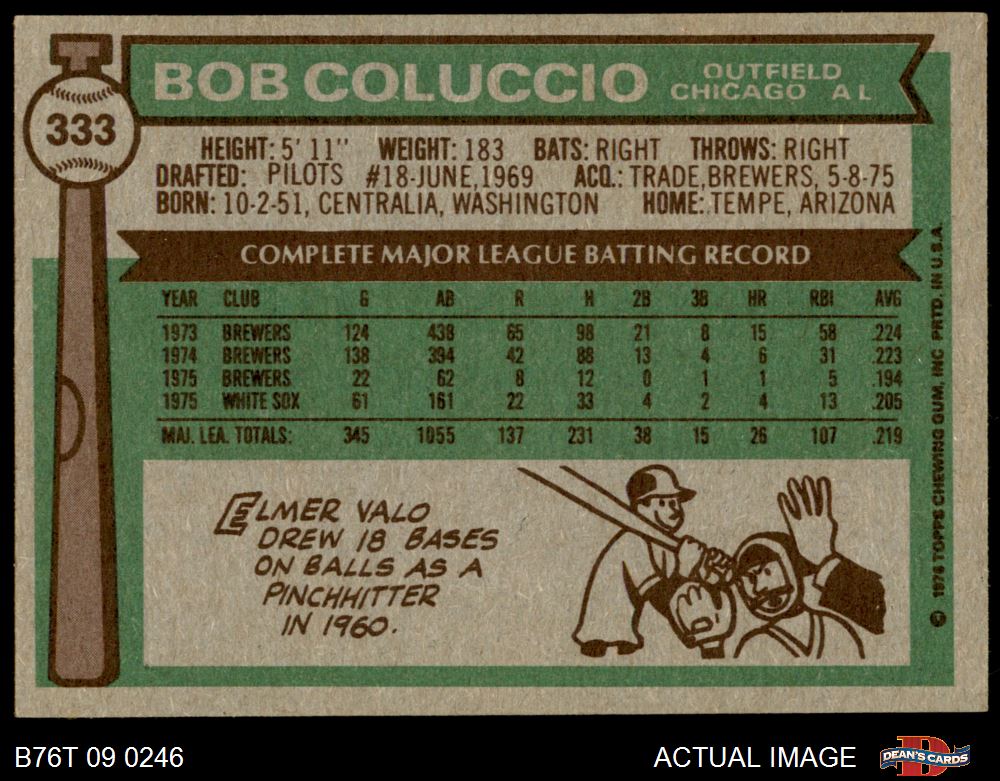 333
BOB COLUCCIO
OUTFIELD
CHICAGO A L
HEIGHT: 5' 11" WEIGHT: 183 BATS: RIGHT THROWS: RIGHT
DRAFTED: PILOTS #18-JUNE, 1969 ACQ.: TRADE, BREWERS, 5-8-75
BORN: 10-2-51, CENTRALIA, WASHINGTON HOME: TEMPE, ARIZONA
COMPLETE MAJOR LEAGUE BATTING RECORD
YEAR CLUB G AB R H 2B 3B HR RBI AVG
1973 BREWERS 124 438 65 98 21 8 15 58 .224
1974 BREWERS 138 394 42 88 13 4 6 31 .223
1975 BREWERS 22 62 8 12 0 1 1 5 .194
1975 WHITE SOX 61 161 22 33 4 2 4 13 .205
MAJ. LEA. TOTALS: 345 1055 137 231 38 15 26 107 .219
ELMER VALO
DREW 18 BASES
ON BALLS AS A
PINCHHITTER
IN 1960.
© 1976 TOPPS CHEWING GUM, INC PRTD. IN U.S.A.
B76T 09 0246
ACTUAL IMAGE
DEAN'S CARDS